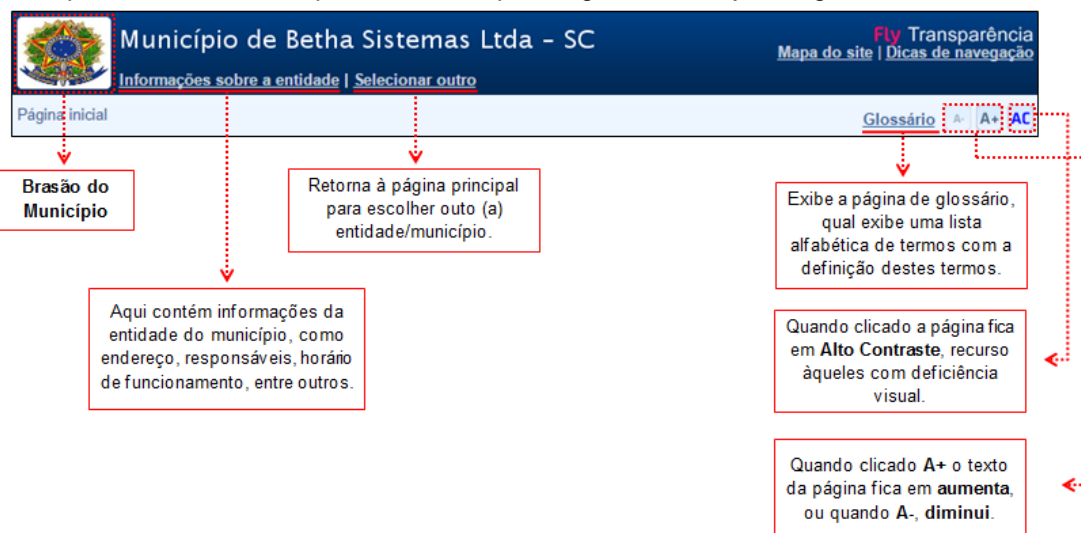 Município de Betha Sistemas Ltda – SC
Fly Transparência
Mapa do site | Dicas de navegação
Informações sobre a entidade | Selecionar outro
Página inicial
Glossário A- A+ AC
Brasão do
Município
Retorna à página principal
para escolher outo (a)
entidade/município.
Exibe a página de glossário,
qual exibe uma lista
alfabética de termos com a
definição destes termos.
Aqui contém informações da
entidade do município, como
endereço, responsáveis, horário
de funcionamento, entre outros.
Quando clicado a página fica
em Alto Contraste, recurso
àqueles com deficiência
visual.
Quando clicado A+ o texto
da página fica em aumenta,
ou quando A-, diminui.